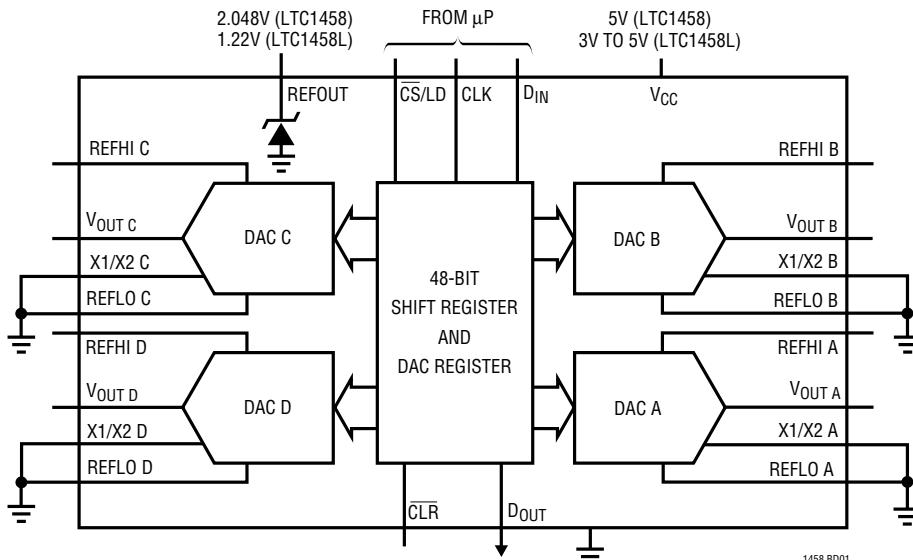 2.048V (LTC1458)
1.22V (LTC1458L)
FROM µP
5V (LTC1458)
3V TO 5V (LTC1458L)
REFOUT
CS/LD
CLK
DIN
VCC
REFHI C
REFHI B
VOUT C
DAC C
DAC B
VOUT B
X1/X2 C
X1/X2 B
REFLO C
REFLO B
48-BIT
SHIFT REGISTER
AND
DAC REGISTER
REFHI D
REFHI A
VOUT D
DAC D
DAC A
VOUT A
X1/X2 D
X1/X2 A
REFLO D
REFLO A
CLR
DOUT
1458 BD01